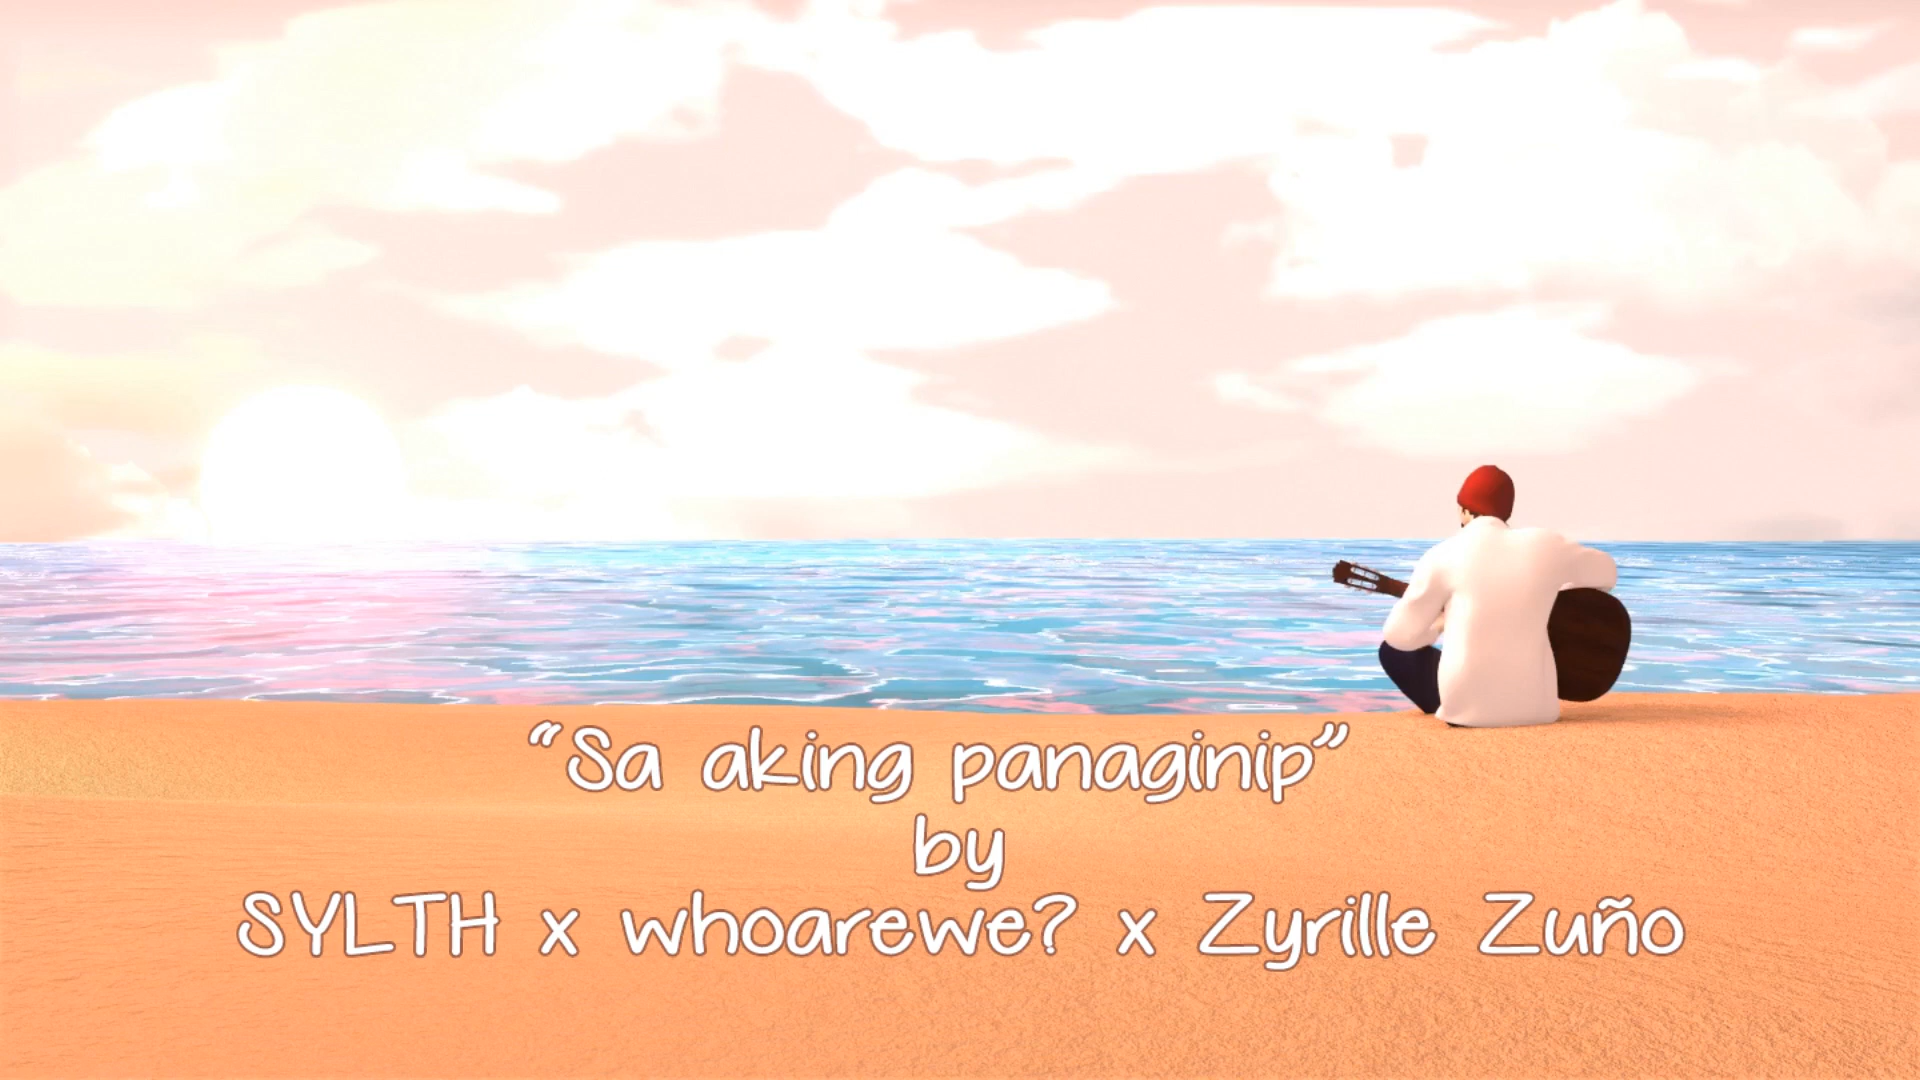 “Sa aking panaginip”
by
SYLTH x whoarewe? x Zyrille Zuño